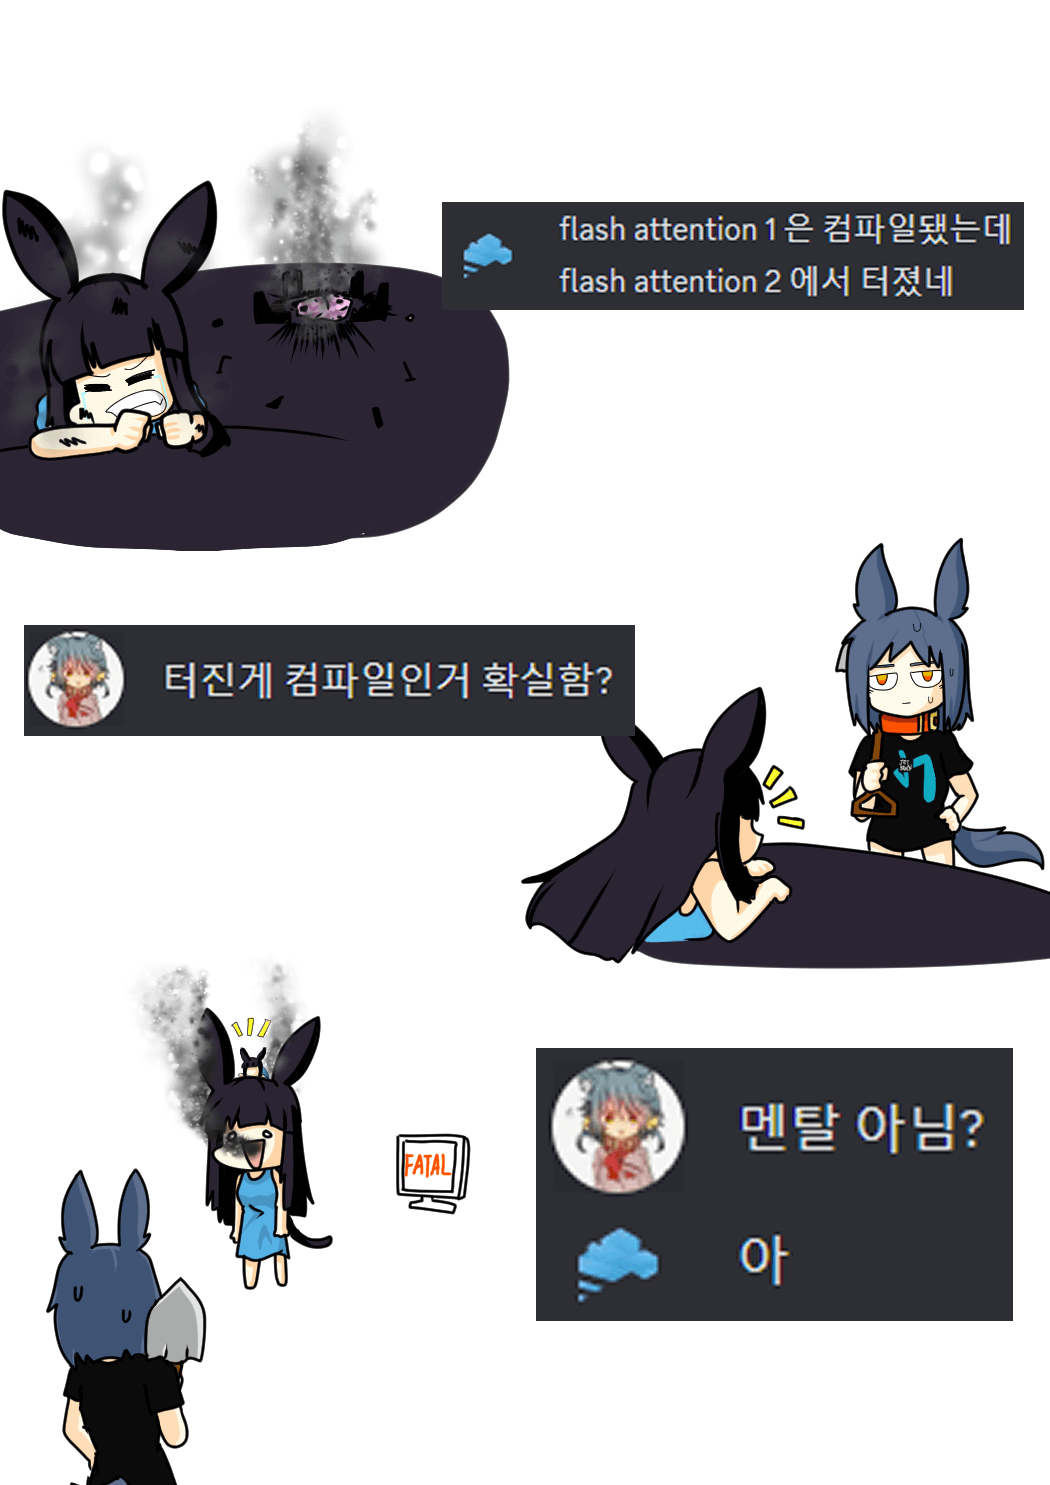 flash attention 1 은 컴파일됐는데
flash attention 2 에서 터졌네
터진게 컴파일인거 확실함?
멘탈 아님?
아
FATAL